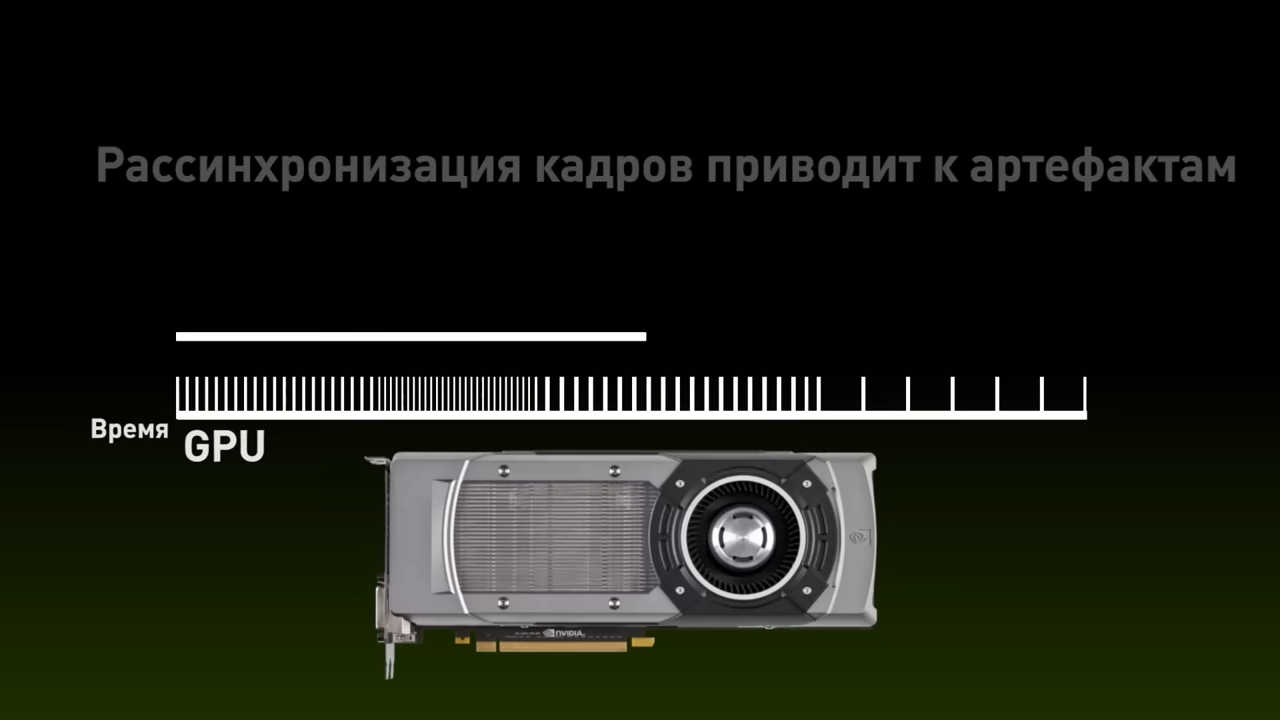 Рассинхронизация кадров приводит к артефактам
Время
GPU
NVIDIA